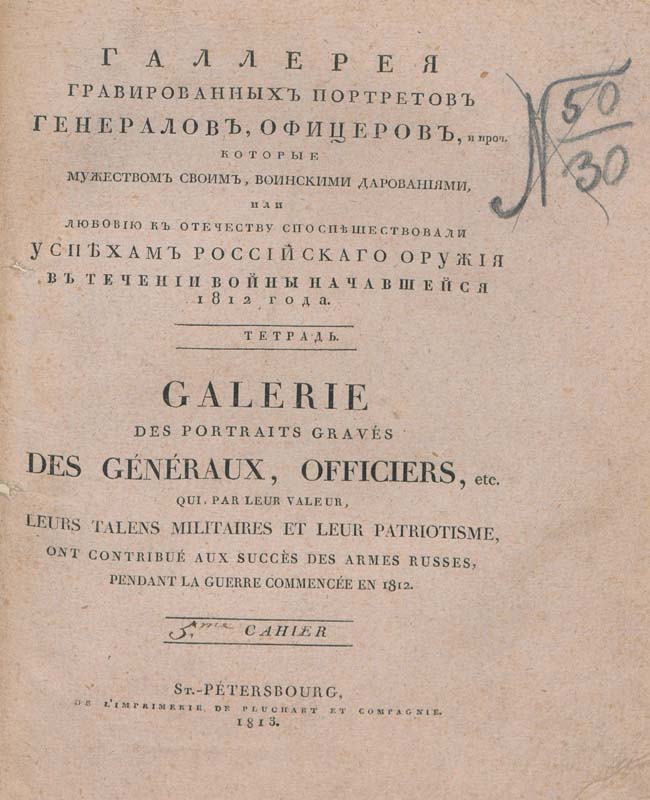 ГАЛЛЕРЕЯ
ГРАВИРОВАННЫХЪ ПОРТРЕТОВЪ
ГЕНЕРАЛОВЪ, ОФИЦЕРОВЪ, и проч.
КОТОРЫЕ
МУЖЕСТВОМЪ СВОИМЪ, ВОИНСКИМИ ДАРОВАНІЯМИ,
ИЛИ
ЛЮБОВІЮ КЪ ОТЕЧЕСТВУ СПОСПѢШЕСТВОВАЛИ
УСПѢХАМЪ РОССІЙСКАГО ОРУЖІЯ
ВЪ ТЕЧЕНІИ ВОЙНЫ НАЧАВШЕЙСЯ
1812 года.
ТЕТРАДЬ.
GALERIE
DES PORTRAITS GRAVÉS
DES GÉNÉRAUX, OFFICIERS, etc.
QUI, PAR LEUR VALEUR,
LEURS TALENS MILITAIRES ET LEUR PATRIOTISME,
ONT CONTRIBUÉ AUX SUCCÈS DES ARMES RUSSES,
PENDANT LA GUERRE COMMENCÉE EN 1812.
5.me CAHIER
ST.-PÉTERSBOURG,
DE L'IMPRIMERIE DE PLUCHART ET COMPAGNIE.
1813.
N 50
30